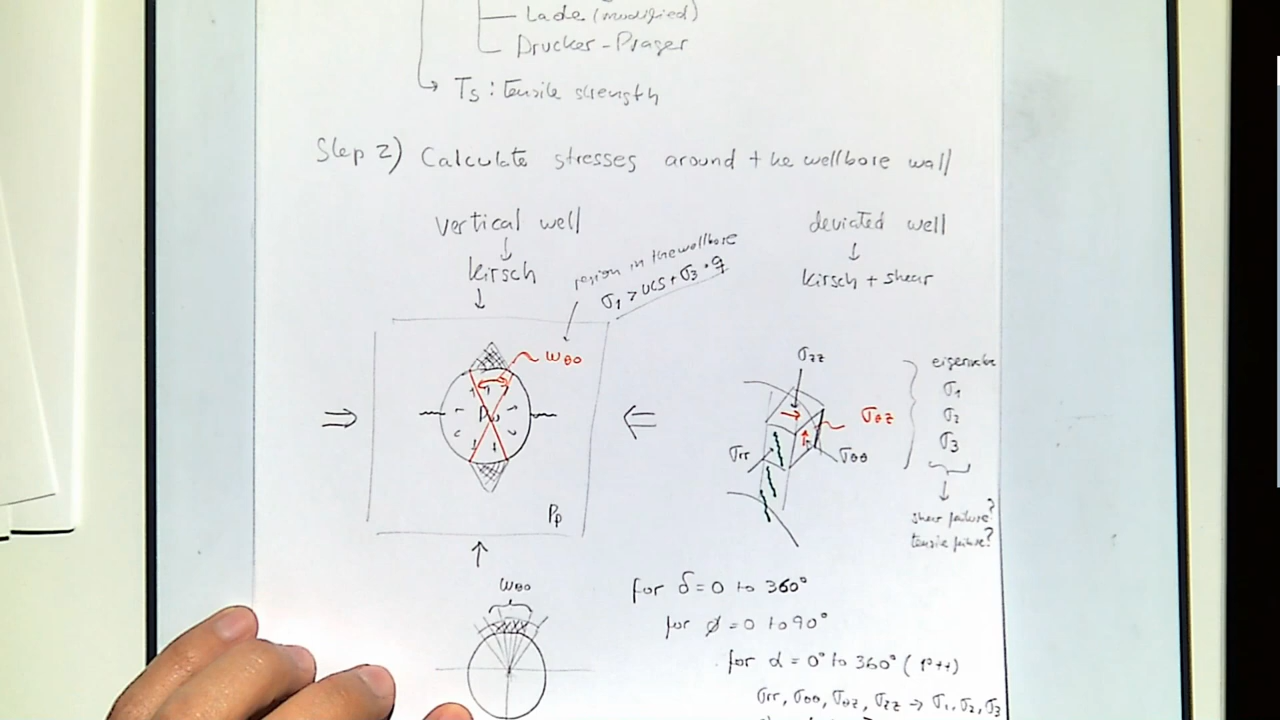 Lade (modified)
Drucker-Prager
Ts : tensile strength
Step 2) Calculate stresses around the wellbore wall
vertical well
↓
kirsch
↓
region in the wellbore
σ1 > UCS + σ3 · q
deviated well
↓
kirsch + shear
wBO
Pw
Pp
wBO
σzz
σθz
σrr
σθθ
σ1
σ2
σ3
shear failure?
tensile failure?
for δ = 0 to 360°
for φ = 0 to 90°
for α = 0° to 360° (1°++)
σrr, σθθ, σθz, σzz → σ1, σ2, σ3